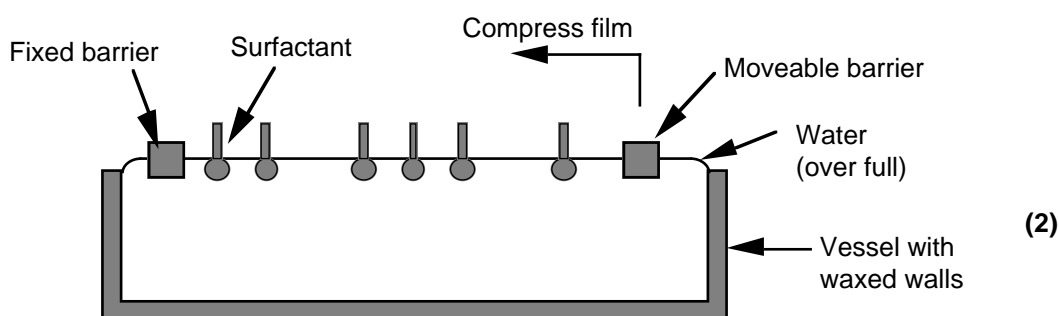 Compress film
Fixed barrier
Surfactant
Moveable barrier
Water
(over full)
(2)
Vessel with
waxed walls